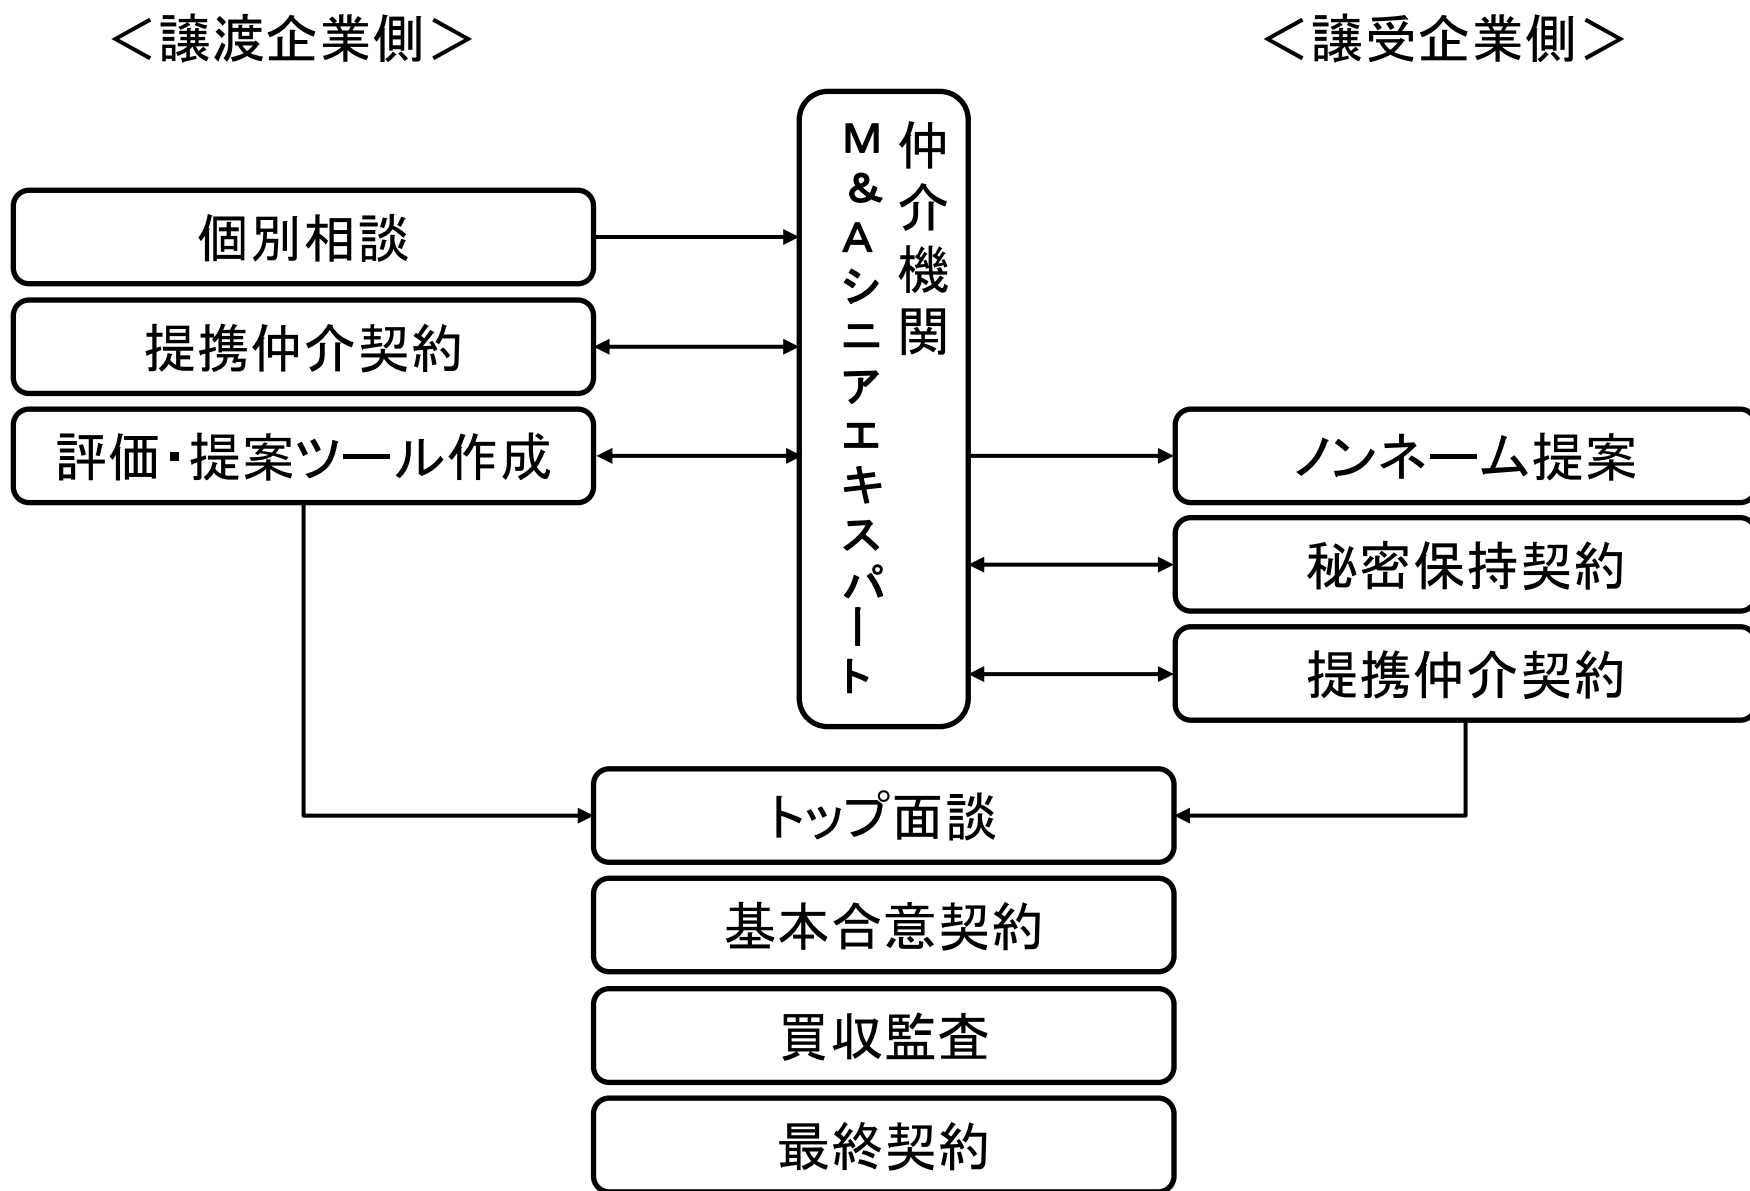 ＜譲渡企業側＞
＜譲受企業側＞
仲介機関
Ｍ＆Ａシニアエキスパート
個別相談
提携仲介契約
評価・提案ツール作成
ノンネーム提案
秘密保持契約
提携仲介契約
トップ面談
基本合意契約
買収監査
最終契約